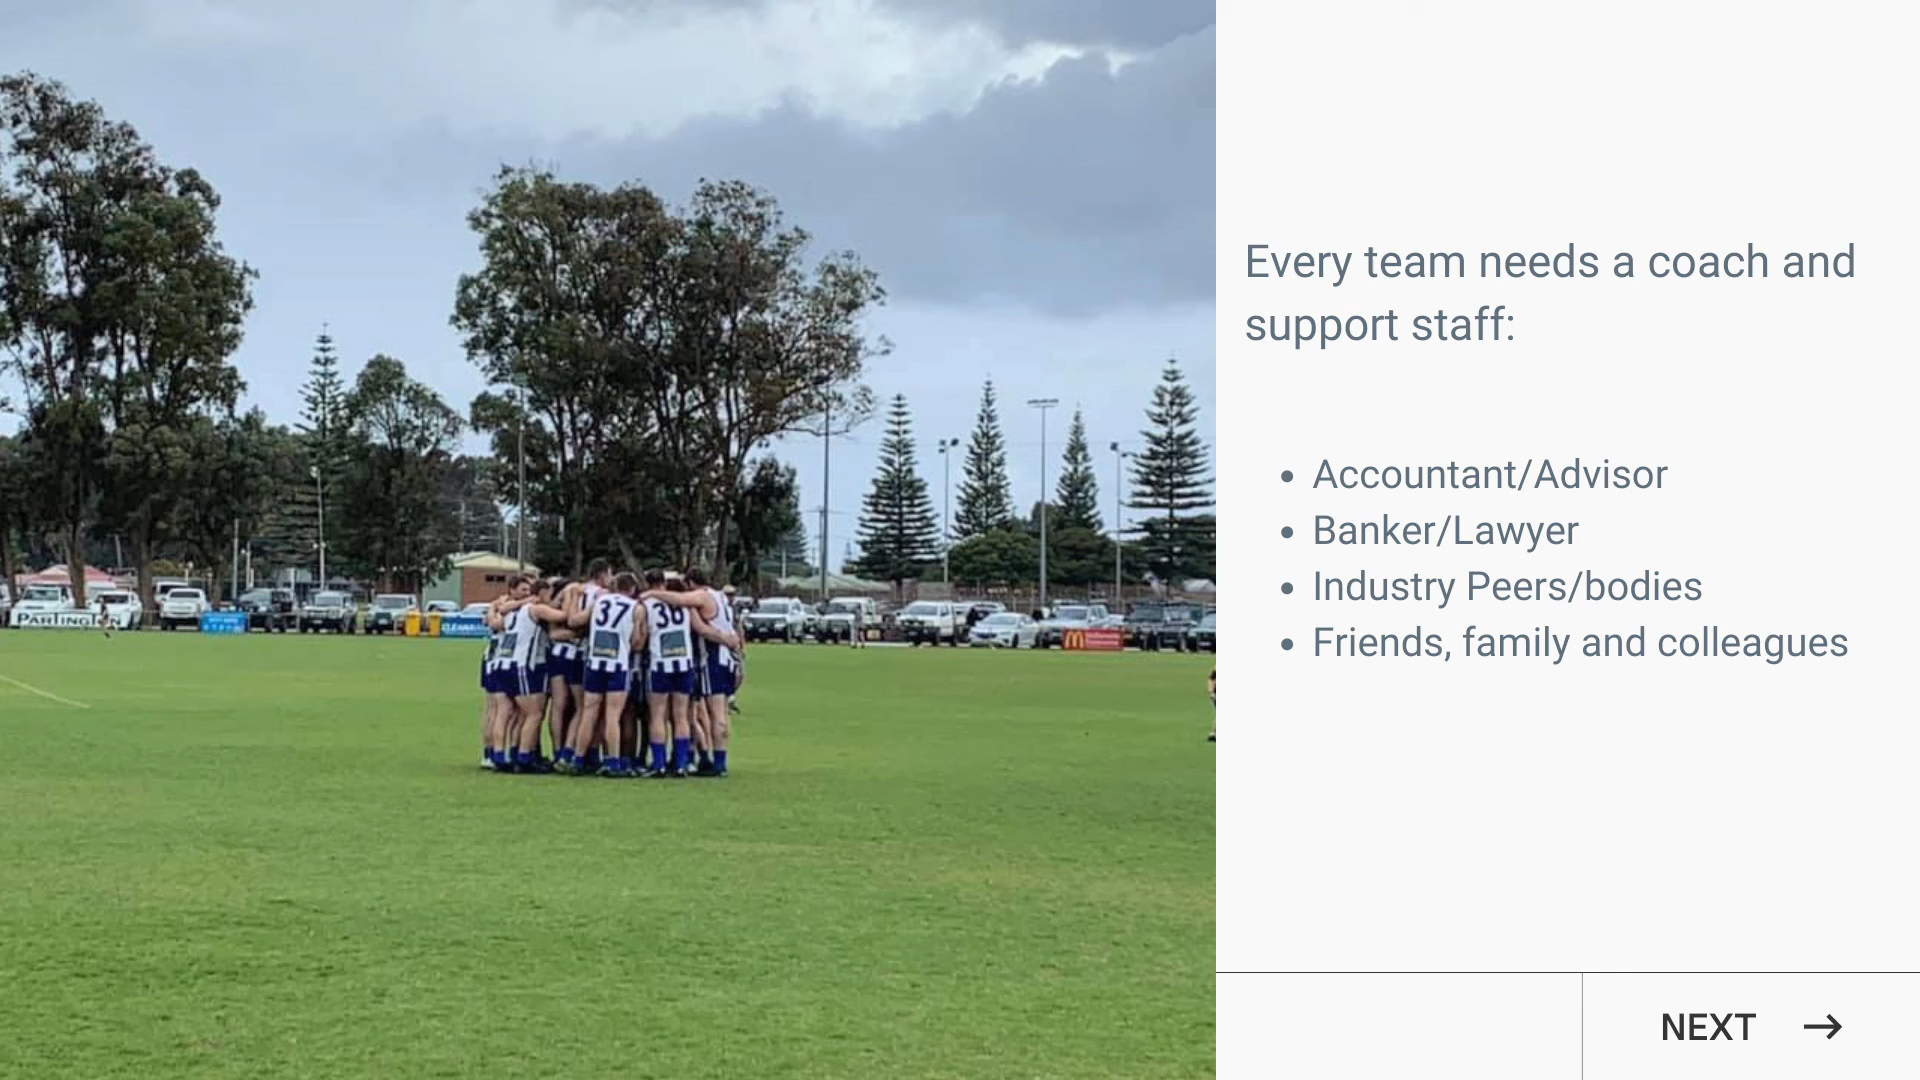 Every team needs a coach and
support staff:
• Accountant/Advisor
• Banker/Lawyer
• Industry Peers/bodies
• Friends, family and colleagues
NEXT →
PARTINGTON
37